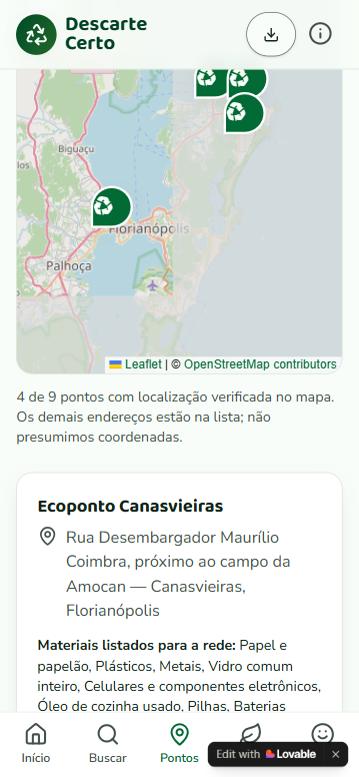 Descarte
Certo
Biguaçu
los
Florianópolis
Palhoça
Leaflet | © OpenStreetMap contributors
4 de 9 pontos com localização verificada no mapa.
Os demais endereços estão na lista; não
presumimos coordenadas.
Ecoponto Canasvieiras
Rua Desembargador Maurílio
Coimbra, próximo ao campo da
Amocan — Canasvieiras,
Florianópolis
Materiais listados para a rede: Papel e
papelão, Plásticos, Metais, Vidro comum
inteiro, Celulares e componentes eletrônicos,
Óleo de cozinha usado, Pilhas, Baterias
Início
Buscar
Pontos
Edit with Lovable ×